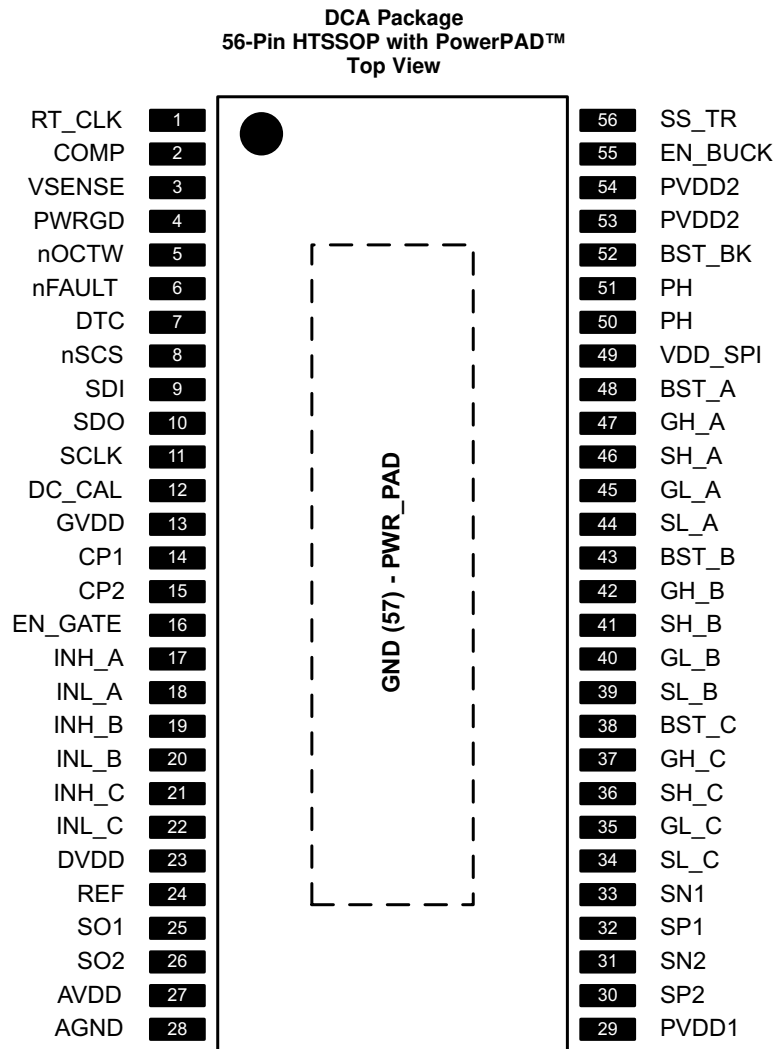 DCA Package
56-Pin HTSSOP with PowerPAD™
Top View
RT_CLK 1 56 SS_TR
COMP 2 55 EN_BUCK
VSENSE 3 54 PVDD2
PWRGD 4 53 PVDD2
nOCTW 5 52 BST_BK
nFAULT 6 51 PH
DTC 7 50 PH
nSCS 8 49 VDD_SPI
SDI 9 48 BST_A
SDO 10 47 GH_A
SCLK 11 46 SH_A
DC_CAL 12 45 GL_A
GVDD 13 44 SL_A
CP1 14 43 BST_B
CP2 15 42 GH_B
EN_GATE 16 41 SH_B
INH_A 17 40 GL_B
INL_A 18 39 SL_B
INH_B 19 38 BST_C
INL_B 20 37 GH_C
INH_C 21 36 SH_C
INL_C 22 35 GL_C
DVDD 23 34 SL_C
REF 24 33 SN1
SO1 25 32 SP1
SO2 26 31 SN2
AVDD 27 30 SP2
AGND 28 29 PVDD1
GND (57) - PWR_PAD